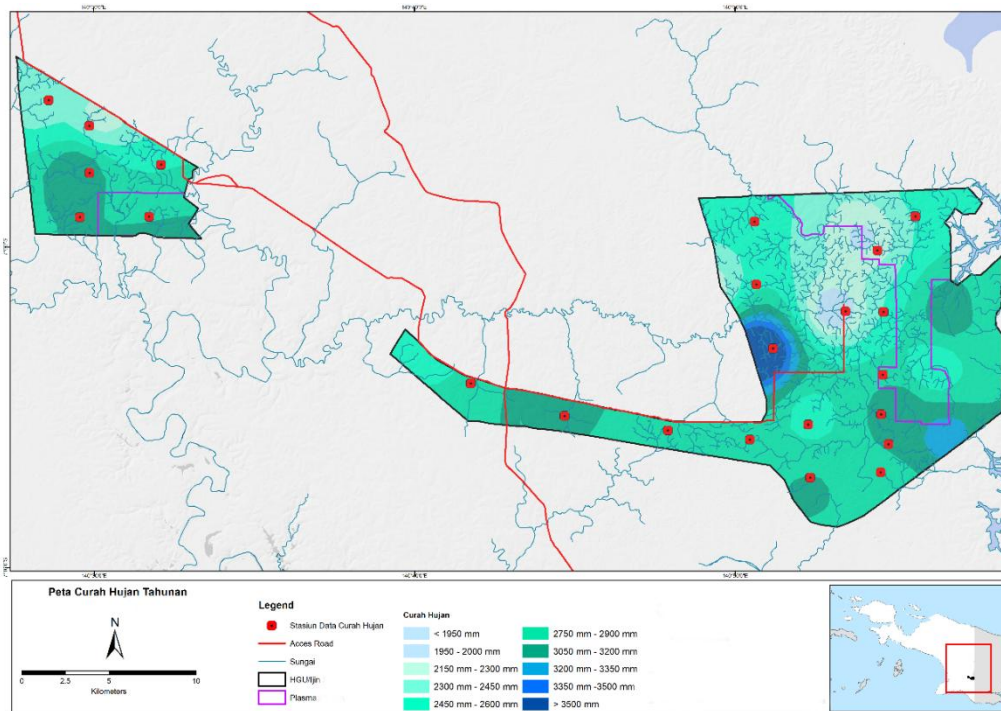 Peta Curah Hujan Tahunan
N
0
2.5
5
10
Kilometers
Legend
Stasiun Data Curah Hujan
Acces Road
Sungai
HGU/Ijin
Plasma
Curah Hujan
< 1950 mm
1950 - 2000 mm
2150 mm - 2300 mm
2300 mm - 2450 mm
2450 mm - 2600 mm
2750 mm - 2900 mm
3050 mm - 3200 mm
3200 mm - 3350 mm
3350 mm -3500 mm
> 3500 mm